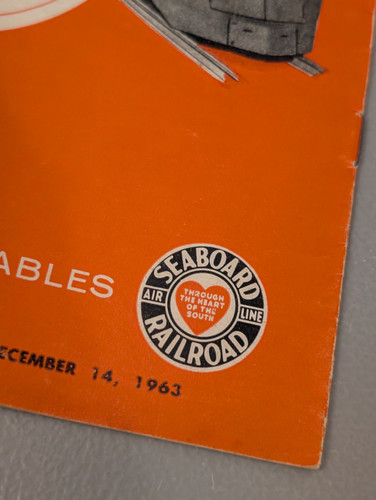 ABLES
SEABOARD
AIR
THROUGH
THE HEART
OF THE
SOUTH
LINE
RAILROAD
ECEMBER 14, 1963